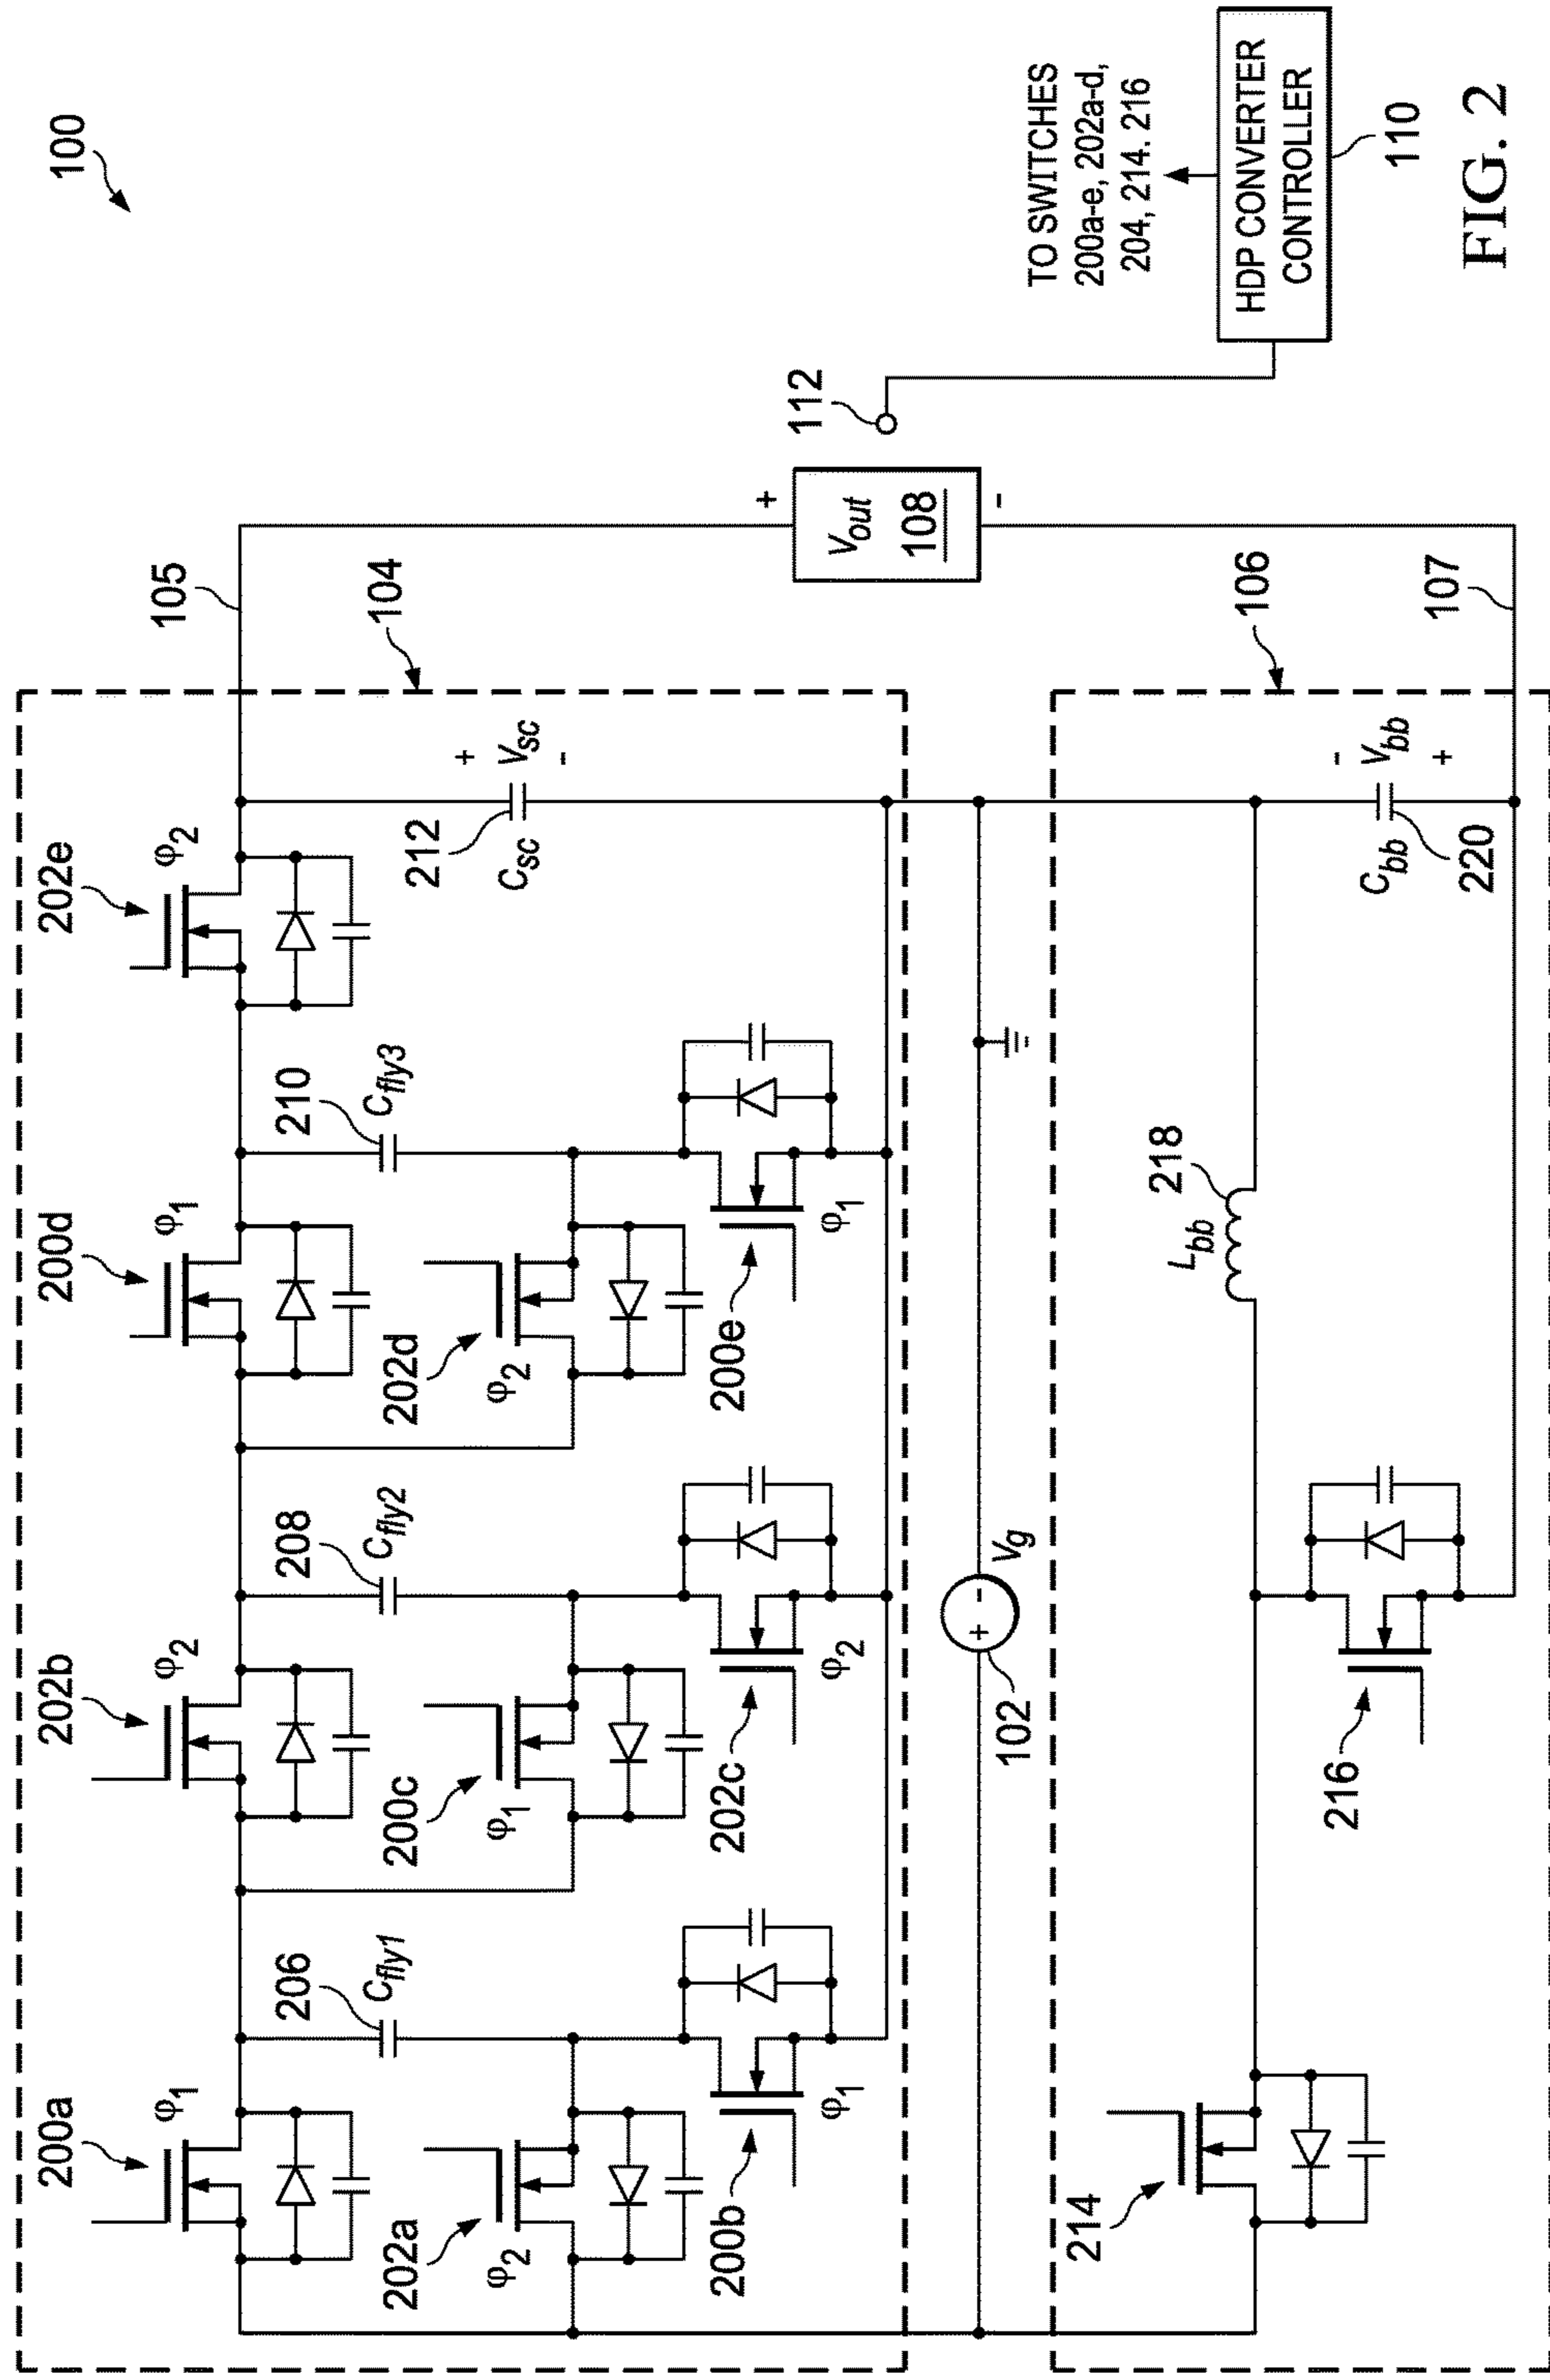 100
200a
φ1
202b
φ2
200d
φ1
202e
φ2
105
104
206
Cfly1
208
Cfly2
210
Cfly3
212
Csc
+
Vsc
-
202a
φ2
200c
φ1
202d
φ2
200b
φ1
202c
φ2
200e
φ1
102
+
-
Vg
+
Vout
108
-
112
TO SWITCHES
200a-e, 202a-d,
204, 214. 216
HDP CONVERTER
CONTROLLER
110
106
107
214
216
Lbb
218
Cbb
220
-
Vbb
+
FIG. 2